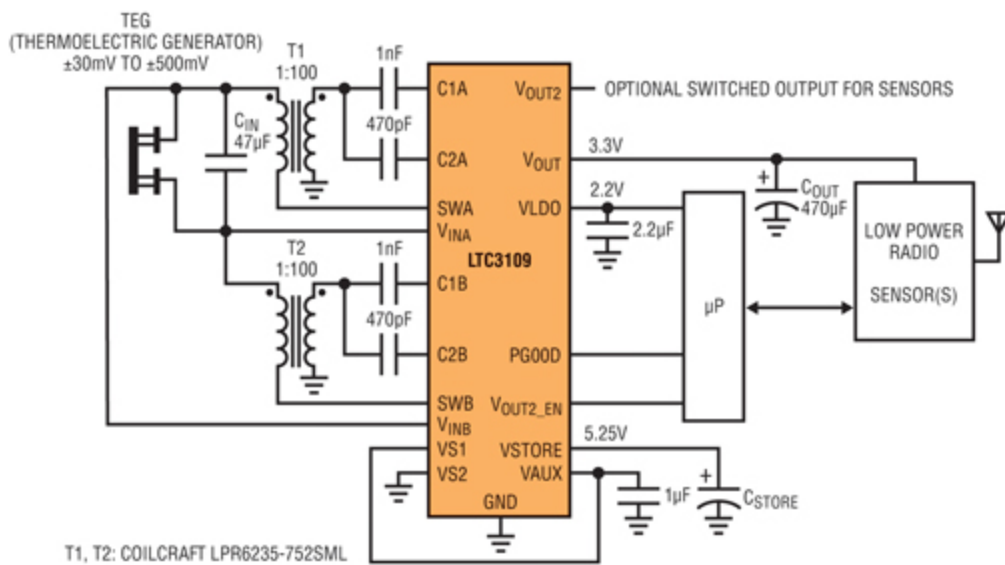 TEG
(THERMOELECTRIC GENERATOR)
±30mV TO ±500mV
T1
1:100
1nF
470pF
CIN
47µF
T2
1:100
1nF
470pF
C1A
C2A
SWA
VINA
LTC3109
C1B
C2B
SWB
VINB
VS1
VS2
GND
VOUT2
VOUT
VLDO
PGOOD
VOUT2_EN
VSTORE
VAUX
OPTIONAL SWITCHED OUTPUT FOR SENSORS
3.3V
2.2V
2.2µF
+
COUT
470µF
µP
LOW POWER
RADIO
SENSOR(S)
5.25V
1µF
+
CSTORE
T1, T2: COILCRAFT LPR6235-752SML